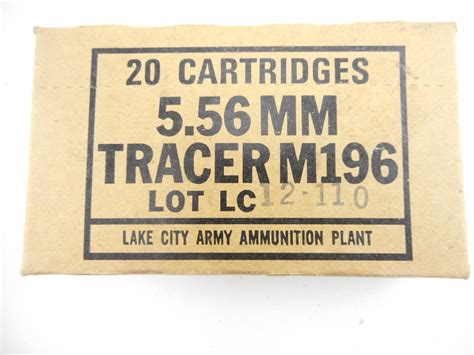 20 CARTRIDGES
5.56 MM
TRACER M196
LOT LC 12-110
LAKE CITY ARMY AMMUNITION PLANT